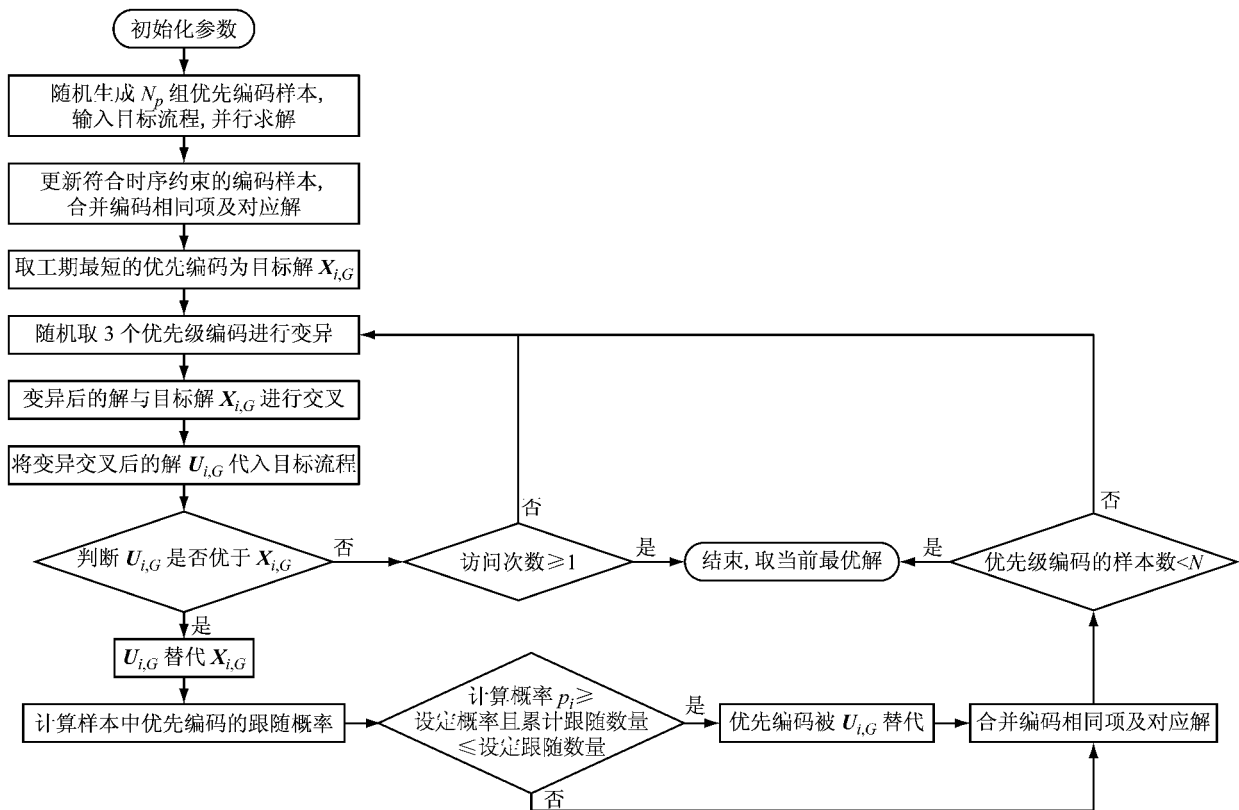 初始化参数
随机生成 Np 组优先编码样本,
输入目标流程, 并行求解
更新符合时序约束的编码样本,
合并编码相同项及对应解
取工期最短的优先编码为目标解 Xi,G
随机取 3 个优先级编码进行变异
变异后的解与目标解 Xi,G 进行交叉
将变异交叉后的解 Ui,G 代入目标流程
判断 Ui,G 是否优于 Xi,G
否
访问次数≥1
否
是
结束, 取当前最优解
是
优先级编码的样本数<N
否
是
Ui,G 替代 Xi,G
计算样本中优先编码的跟随概率
计算概率 pi≥
设定概率且累计跟随数量
≤设定跟随数量
是
优先编码被 Ui,G 替代
合并编码相同项及对应解
否